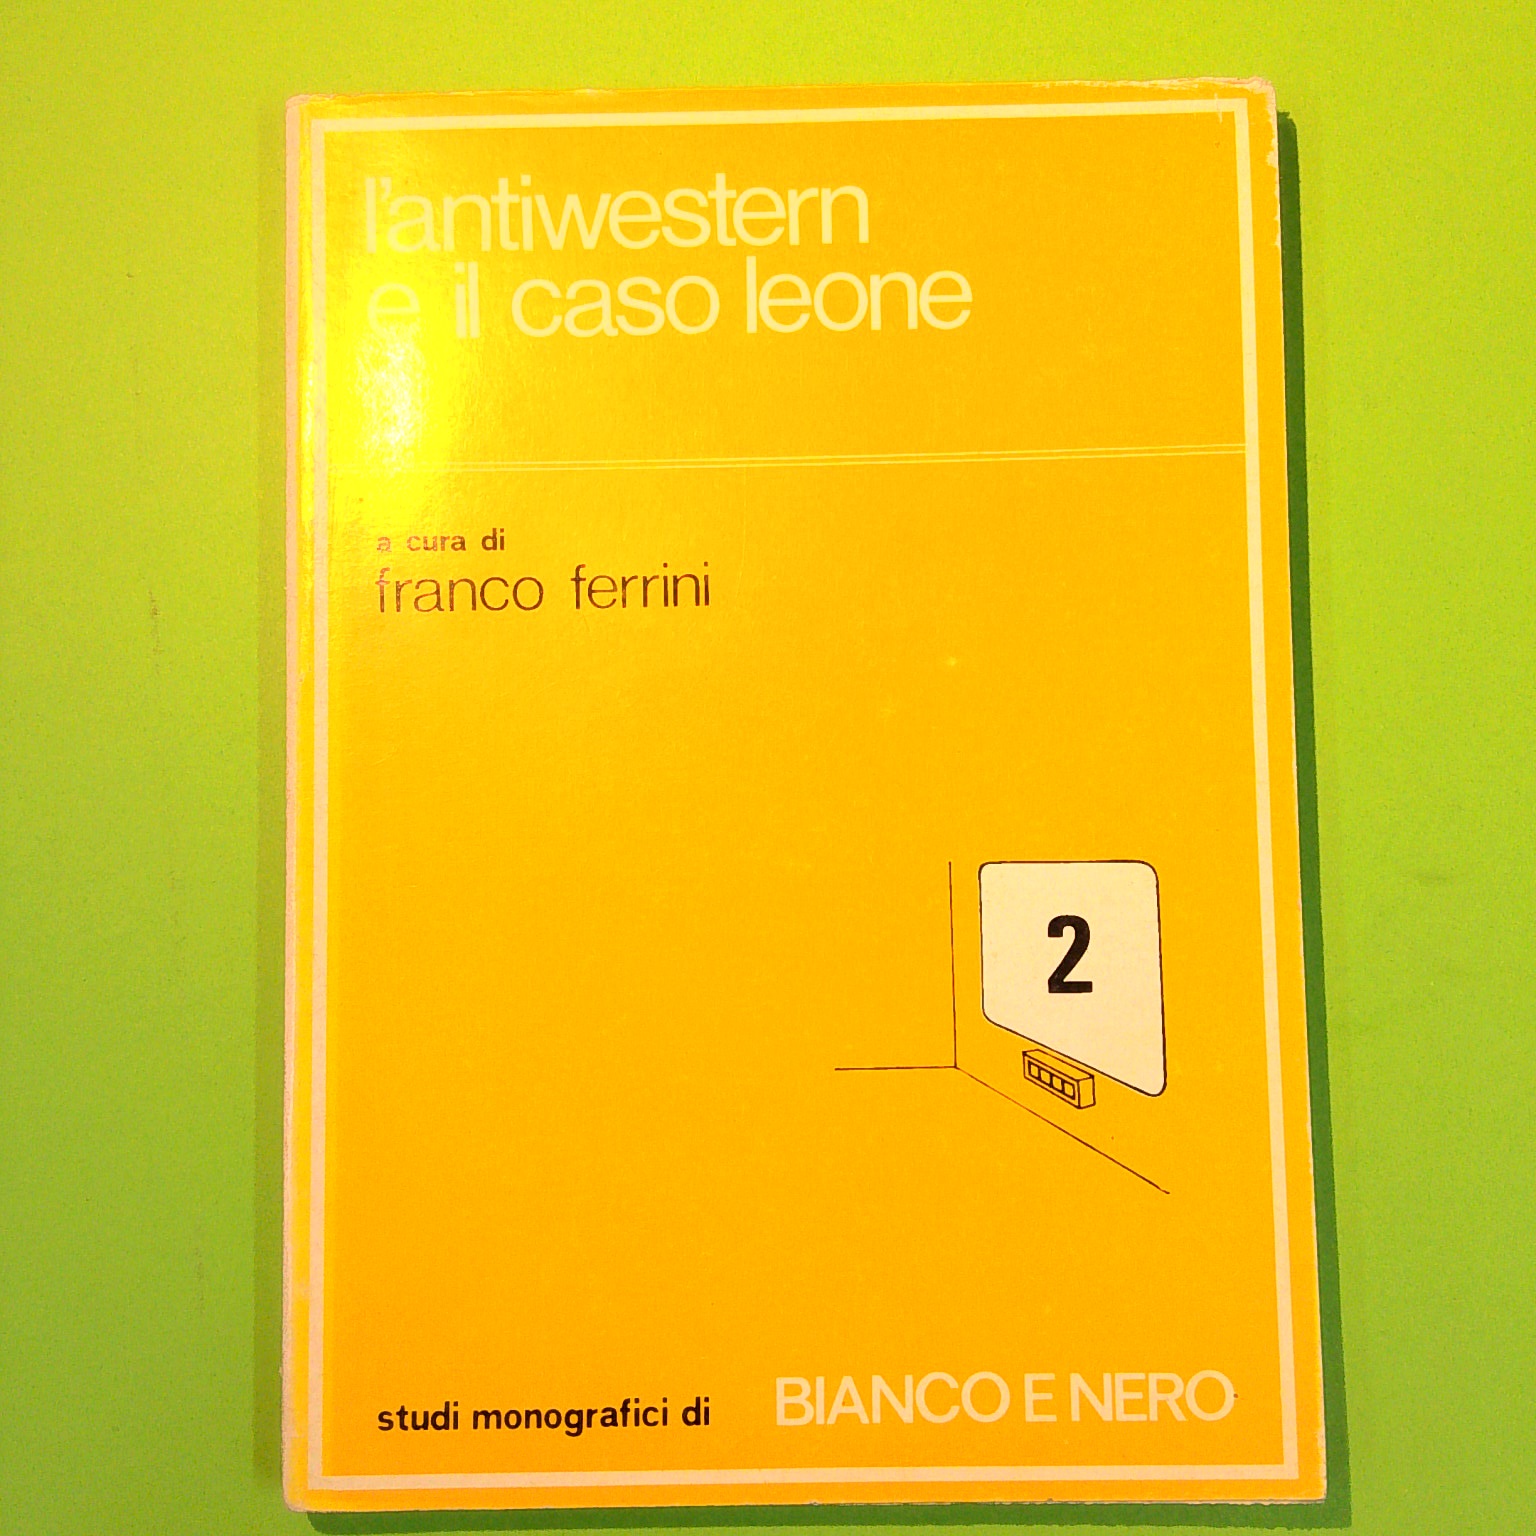 l'antiwestern
e il caso leone
a cura di
franco ferrini
2
studi monografici di BIANCO E NERO